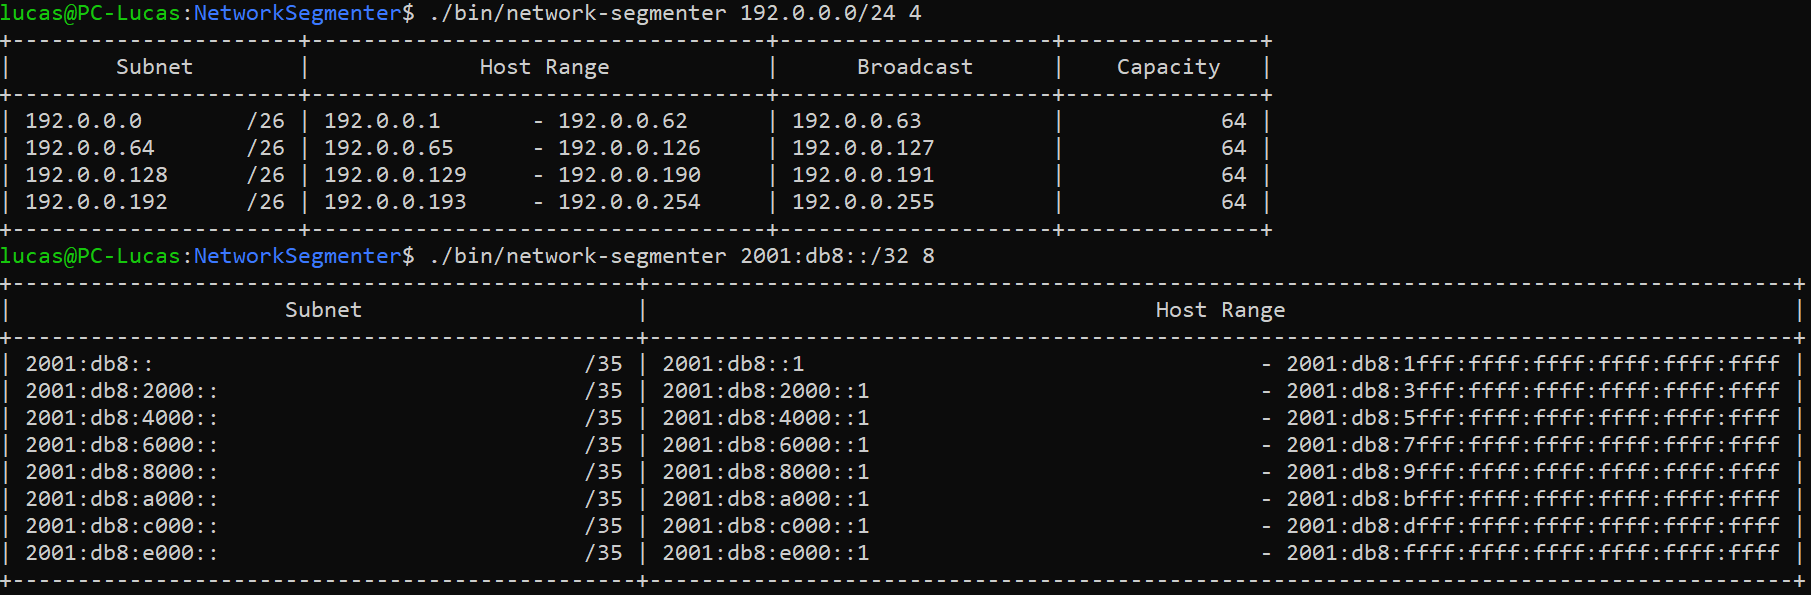 lucas@PC-Lucas:NetworkSegmenter$ ./bin/network-segmenter 192.0.0.0/24 4
+----------------------+-----------------------------------+---------------------+---------------+
|        Subnet        |             Host Range            |      Broadcast      |    Capacity   |
+----------------------+-----------------------------------+---------------------+---------------+
| 192.0.0.0        /26 | 192.0.0.1       - 192.0.0.62      | 192.0.0.63          |            64 |
| 192.0.0.64       /26 | 192.0.0.65      - 192.0.0.126     | 192.0.0.127         |            64 |
| 192.0.0.128      /26 | 192.0.0.129     - 192.0.0.190     | 192.0.0.191         |            64 |
| 192.0.0.192      /26 | 192.0.0.193     - 192.0.0.254     | 192.0.0.255         |            64 |
+----------------------+-----------------------------------+---------------------+---------------+
lucas@PC-Lucas:NetworkSegmenter$ ./bin/network-segmenter 2001:db8::/32 8
+------------------------------------------------+----------------------------------------------------------------------------------------+
|                     Subnet                     |                                       Host Range                                       |
+------------------------------------------------+----------------------------------------------------------------------------------------+
| 2001:db8::                                 /35 | 2001:db8::1                                   - 2001:db8:1fff:ffff:ffff:ffff:ffff:ffff |
| 2001:db8:2000::                            /35 | 2001:db8:2000::1                              - 2001:db8:3fff:ffff:ffff:ffff:ffff:ffff |
| 2001:db8:4000::                            /35 | 2001:db8:4000::1                              - 2001:db8:5fff:ffff:ffff:ffff:ffff:ffff |
| 2001:db8:6000::                            /35 | 2001:db8:6000::1                              - 2001:db8:7fff:ffff:ffff:ffff:ffff:ffff |
| 2001:db8:8000::                            /35 | 2001:db8:8000::1                              - 2001:db8:9fff:ffff:ffff:ffff:ffff:ffff |
| 2001:db8:a000::                            /35 | 2001:db8:a000::1                              - 2001:db8:bfff:ffff:ffff:ffff:ffff:ffff |
| 2001:db8:c000::                            /35 | 2001:db8:c000::1                              - 2001:db8:dfff:ffff:ffff:ffff:ffff:ffff |
| 2001:db8:e000::                            /35 | 2001:db8:e000::1                              - 2001:db8:ffff:ffff:ffff:ffff:ffff:ffff |
+------------------------------------------------+----------------------------------------------------------------------------------------+